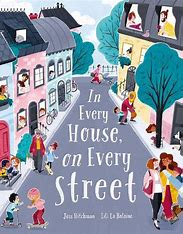 In
Every
House,
on Every
STREET
Jess Hitchman Lili La Baleine